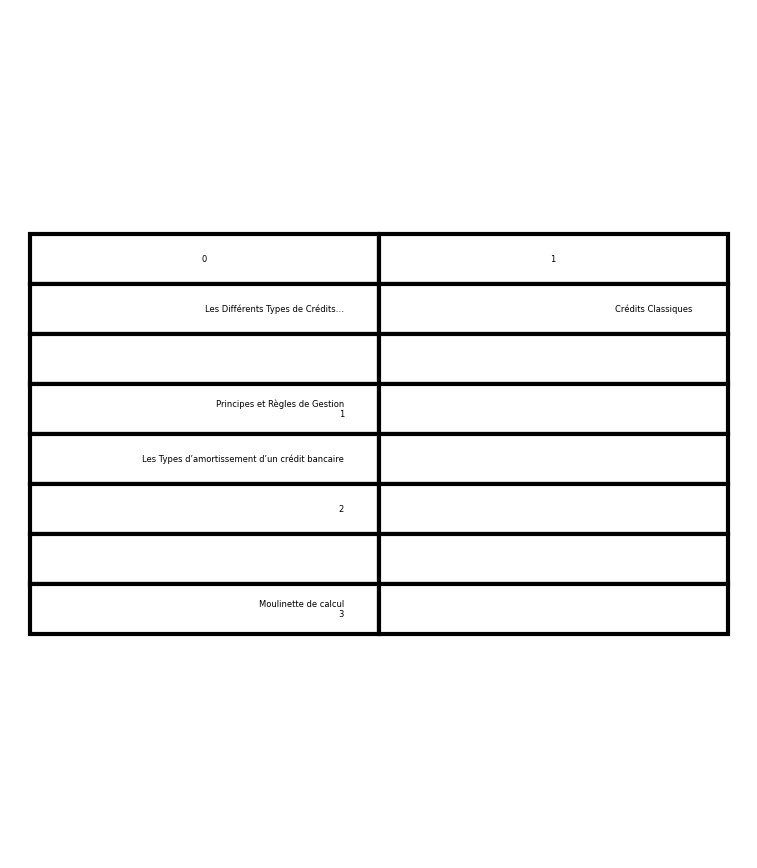 0
1
Les Différents Types de Crédits...
Crédits Classiques
Principes et Règles de Gestion
1
Les Types d’amortissement d’un crédit bancaire
2
Moulinette de calcul
3